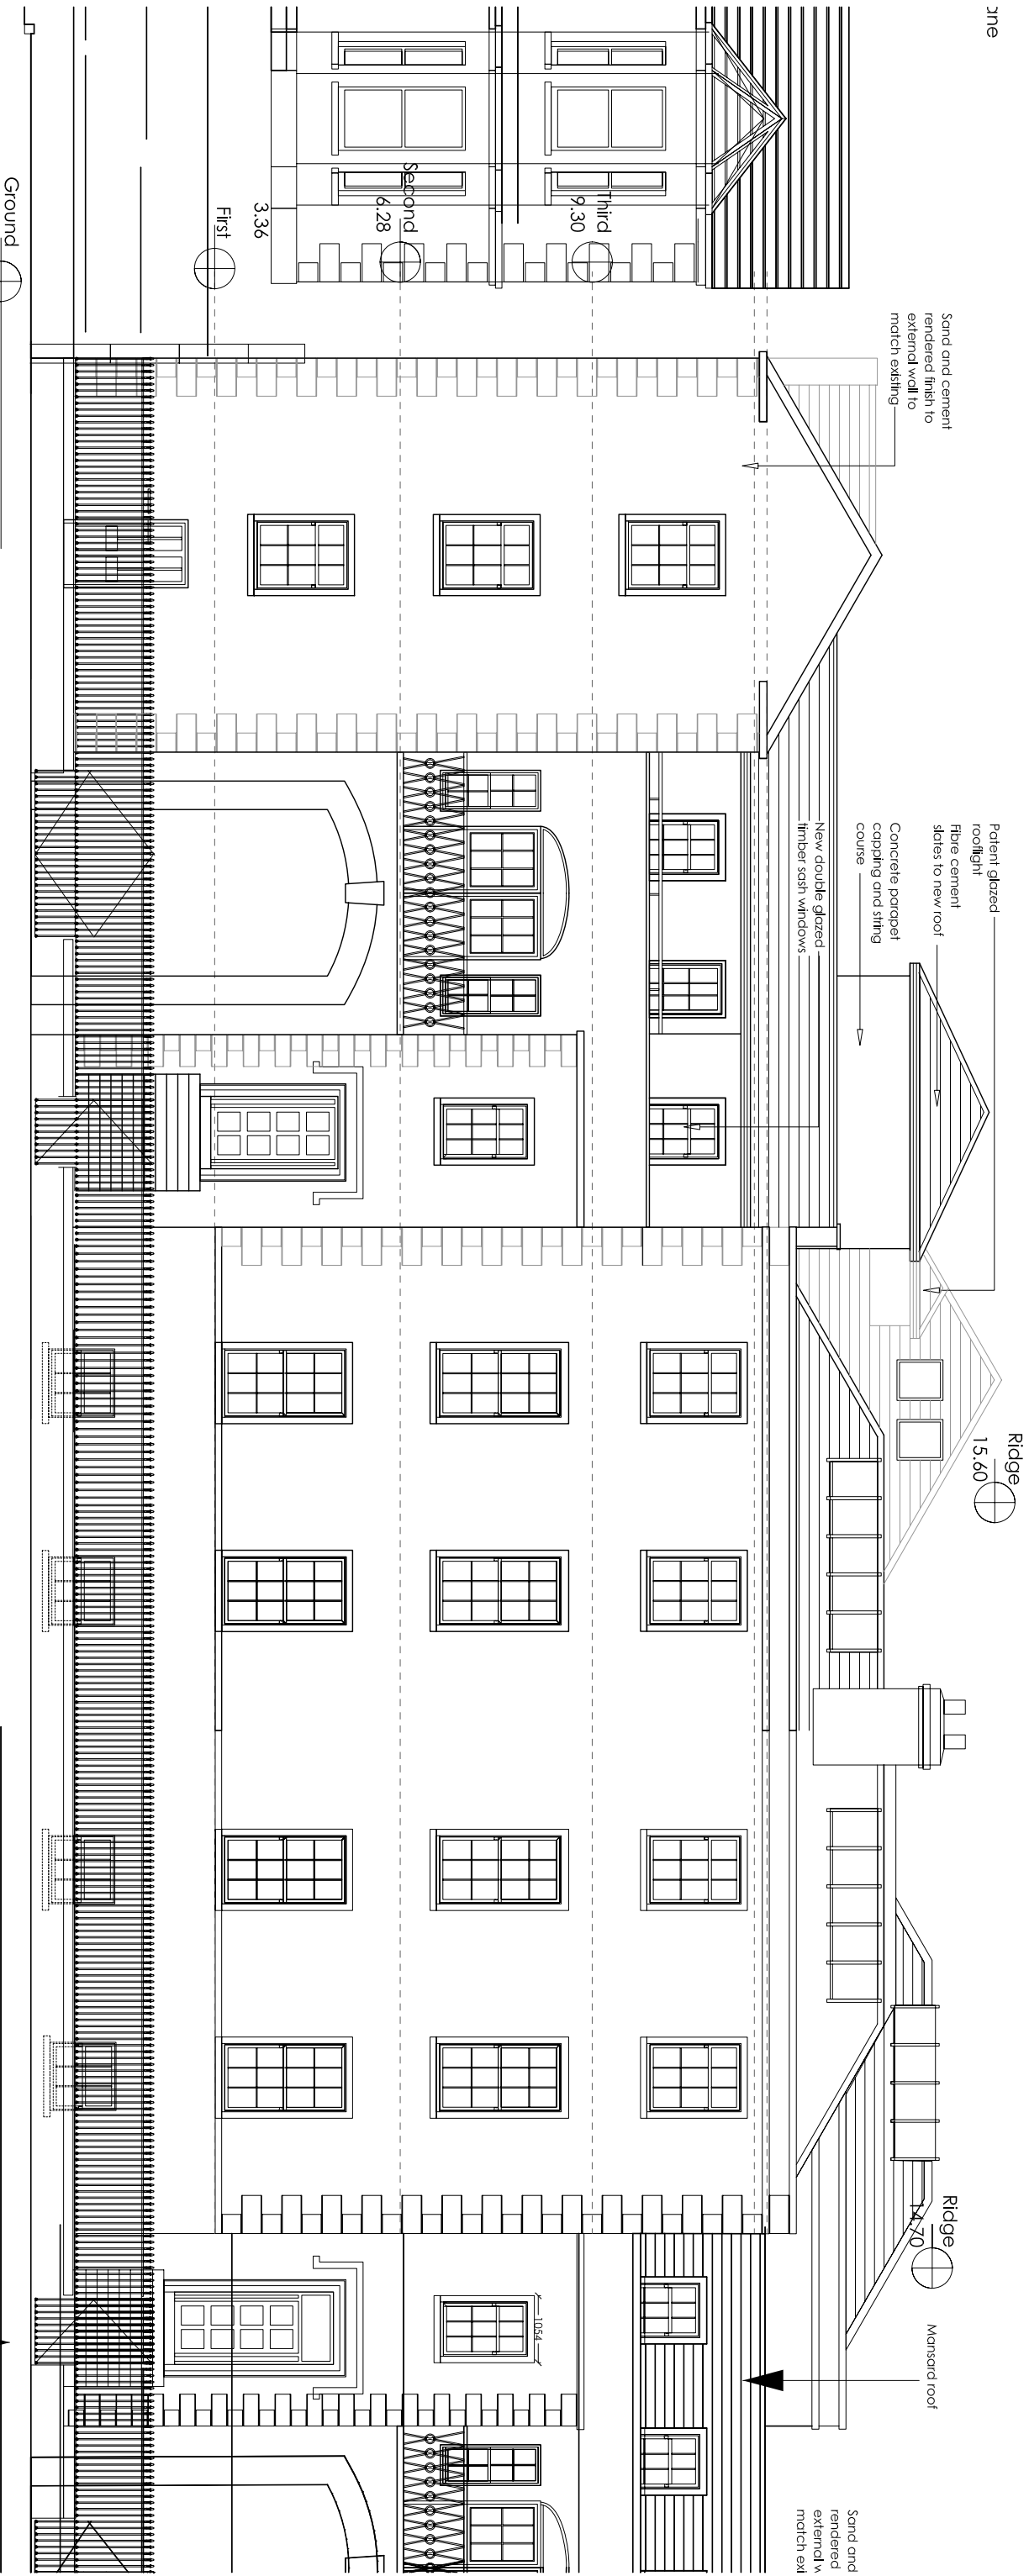 Ground
First
3.36
Second
6.28
Third
9.30
Sand and cement
rendered finish to
external wall to
match existing
Patent glazed
rooflight
Fibre cement
slates to new roof
Concrete parapet
capping and string
course
New double glazed
timber sash windows
Ridge
15.60
Ridge
14.70
Mansard roof
1054
Sand and
rendered
external
match